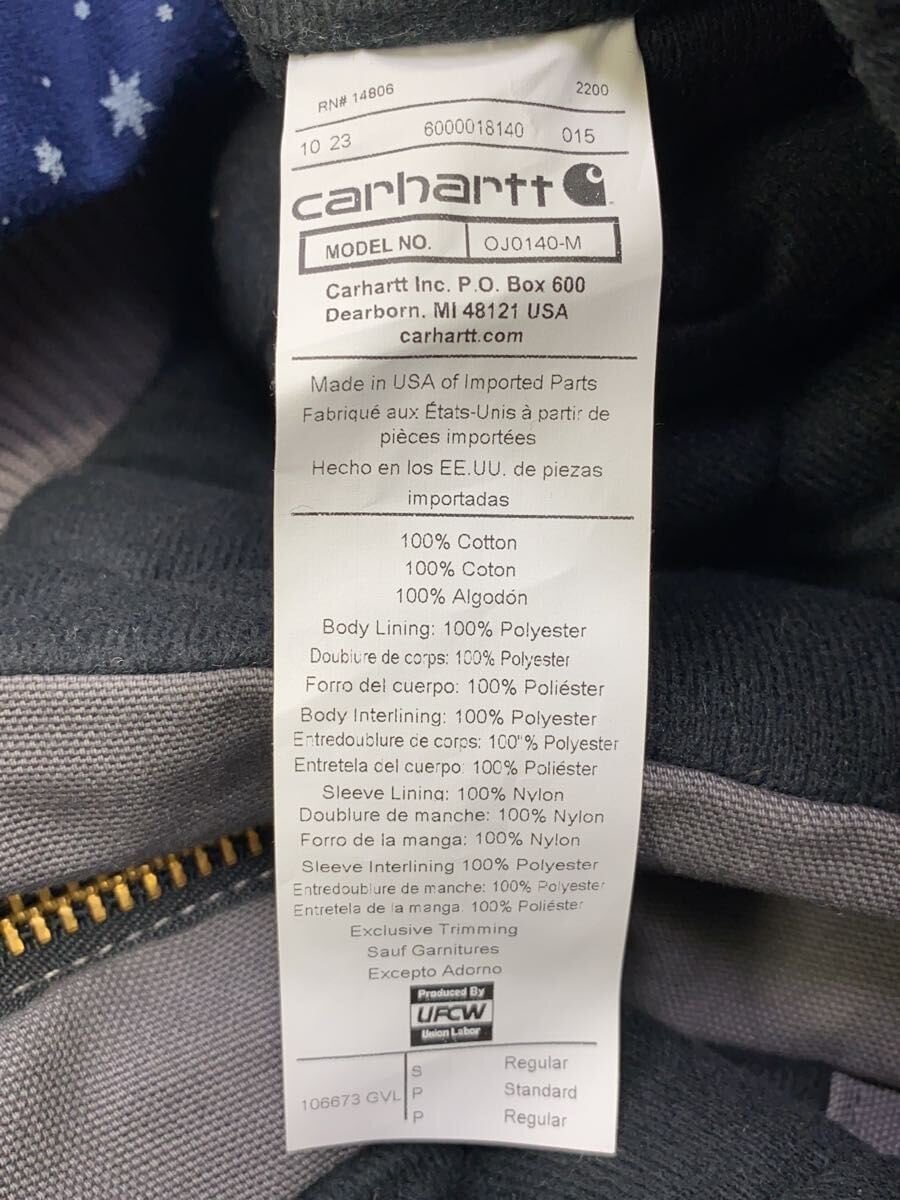 RN# 14806 2200
10 23 6000018140 015
carhartt
MODEL NO. OJ0140-M
Carhartt Inc. P.O. Box 600
Dearborn. MI 48121 USA
carhartt.com
Made in USA of Imported Parts
Fabriqué aux États-Unis à partir de
pièces importées
Hecho en los EE.UU. de piezas
importadas
100% Cotton
100% Coton
100% Algodón
Body Lining: 100% Polyester
Doubiure de corps: 100% Polyester
Forro del cuerpo: 100% Poliéster
Body Interlining: 100% Polyester
Entredoublure de corps: 100"% Polyester
Entretela del cuerpo: 100% Poliéster
Sleeve Lining: 100% Nylon
Doublure de manche: 100% Nylon
Forro de la manga: 100% Nylon
Sleeve Interlining 100% Polyester
Entredoublure de manche: 100% Polyester
Entretela de la manga. 100% Poliéster
Exclusive Trimming
Sauf Garnitures
Excepto Adorno
Produced By
UFCW
Union Labor
S Regular
106673 GVL P Standard
P Regular